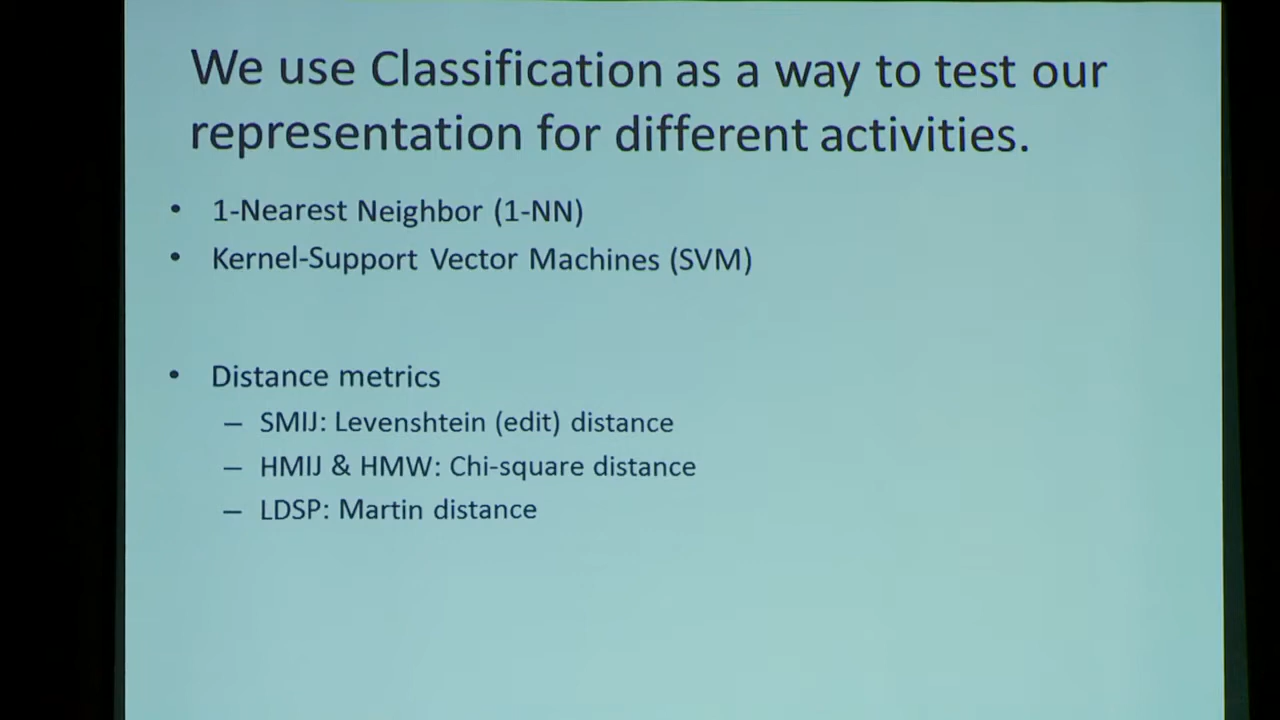 We use Classification as a way to test our
representation for different activities.
• 1-Nearest Neighbor (1-NN)
• Kernel-Support Vector Machines (SVM)
• Distance metrics
– SMIJ: Levenshtein (edit) distance
– HMIJ & HMW: Chi-square distance
– LDSP: Martin distance